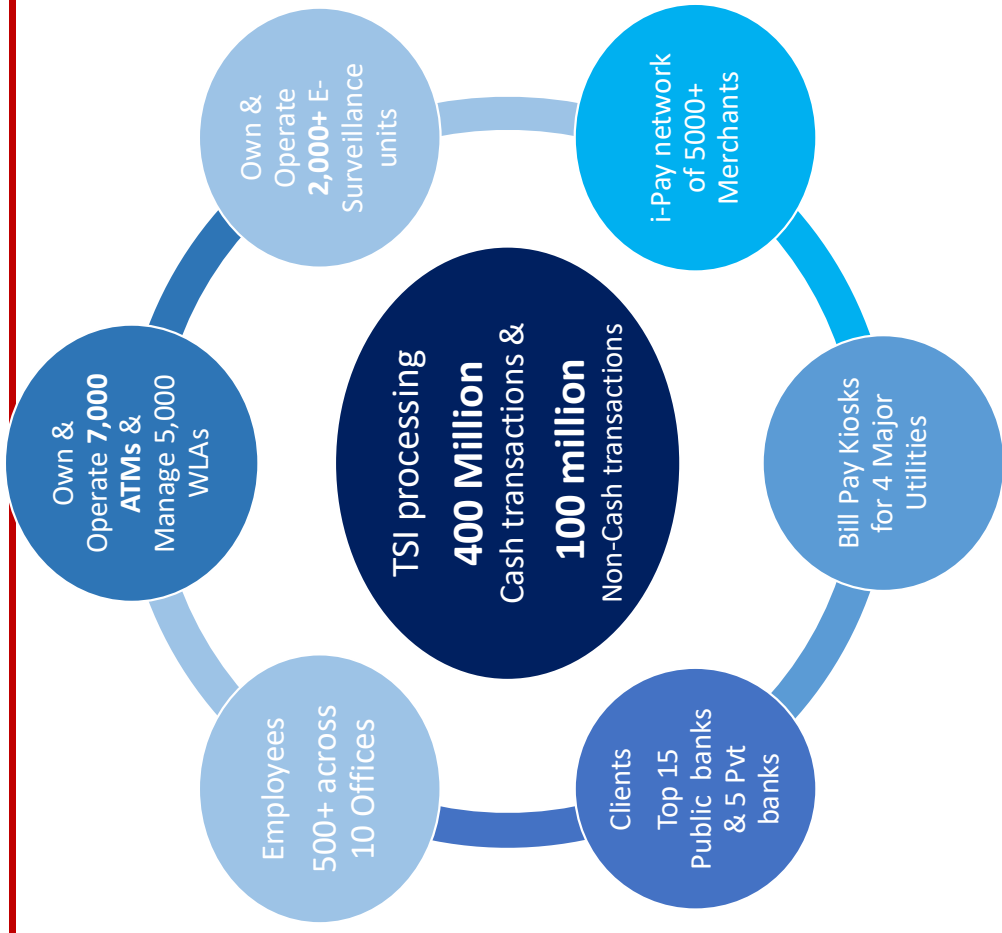 TSI processing
400 Million
Cash transactions &
100 million
Non-Cash transactions
Own &
Operate 7,000
ATMs &
Manage 5,000
WLAs
Own &
Operate
2,000+ E-
Surveillance
units
i-Pay network
of 5000+
Merchants
Bill Pay Kiosks
for 4 Major
Utilities
Clients
Top 15
Public banks
& 5 Pvt
banks
Employees
500+ across
10 Offices